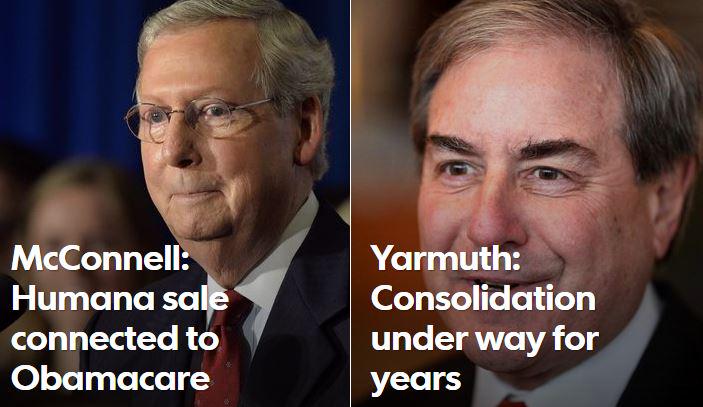 McConnell:
Humana sale
connected to
Obamacare
Yarmuth:
Consolidation
under way for
years